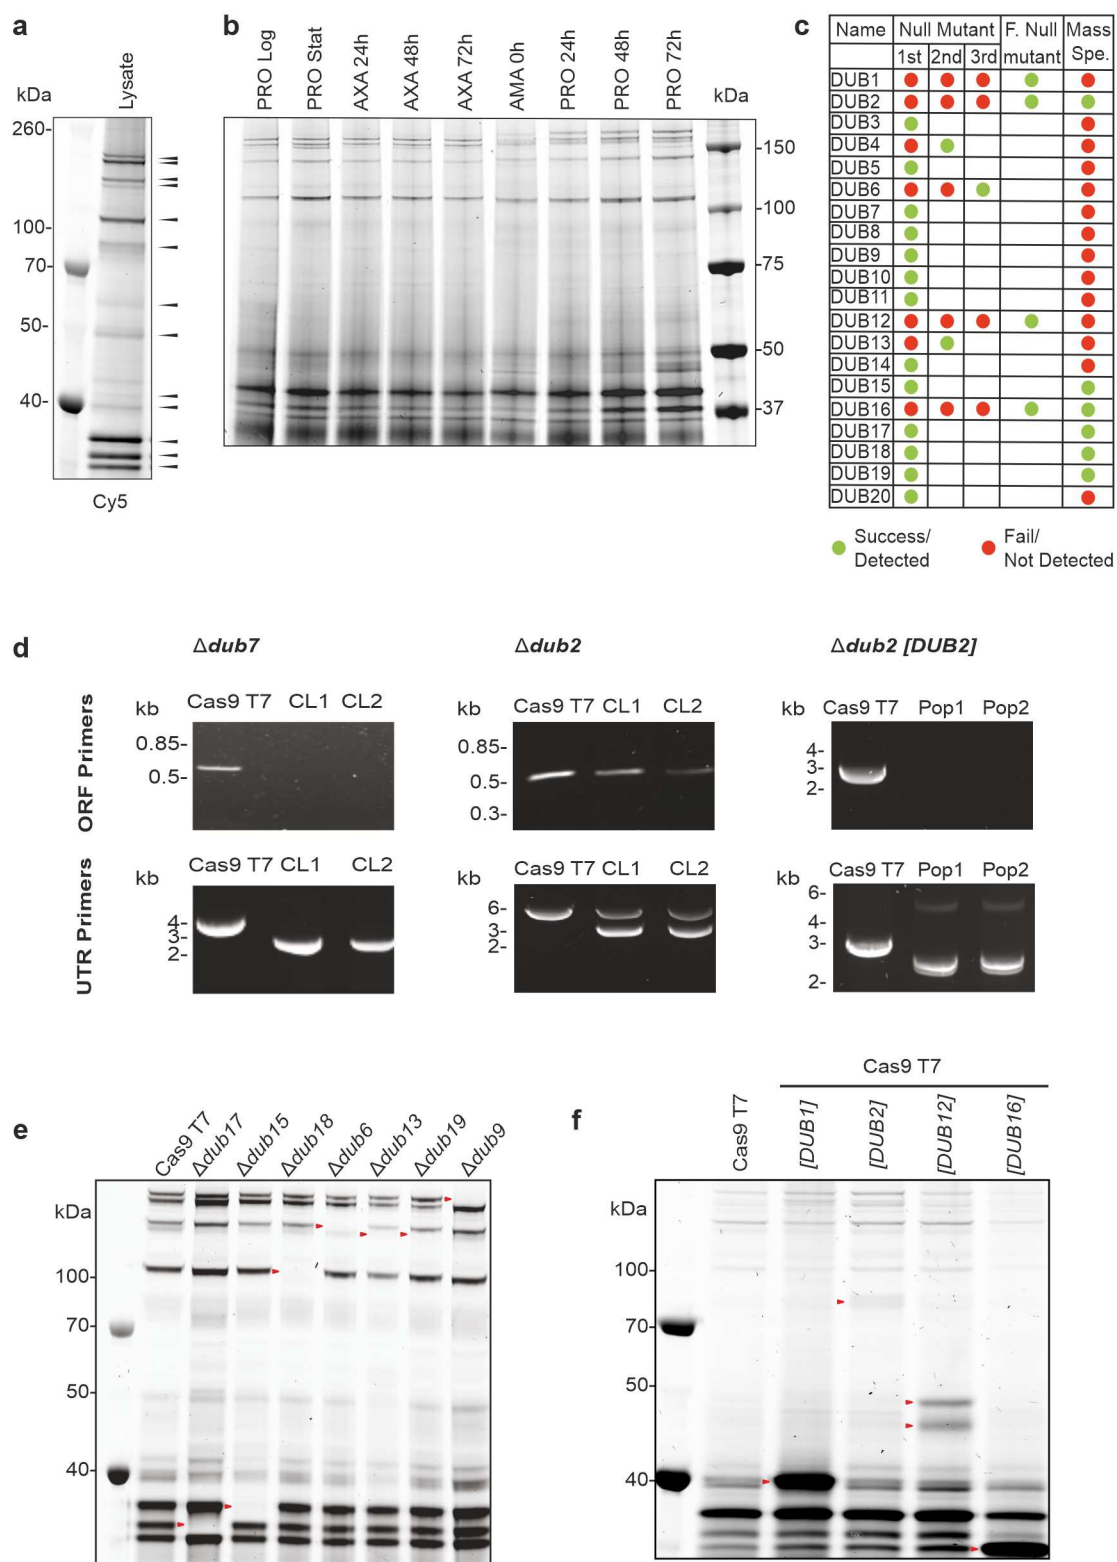 a
b
c
kDa
Lysate
260-
100-
70-
50-
40-
Cy5
PRO Log
PRO Stat
AXA 24h
AXA 48h
AXA 72h
AMA 0h
PRO 24h
PRO 48h
PRO 72h
kDa
-150
-100
-75
-50
-37
Name Null Mutant F. Null Mass
1st 2nd 3rd mutant Spe.
DUB1
DUB2
DUB3
DUB4
DUB5
DUB6
DUB7
DUB8
DUB9
DUB10
DUB11
DUB12
DUB13
DUB14
DUB15
DUB16
DUB17
DUB18
DUB19
DUB20
Success/
Detected
Fail/
Not Detected
d
Δdub7
Δdub2
Δdub2 [DUB2]
ORF Primers
kb Cas9 T7 CL1 CL2
0.85-
0.5-
kb Cas9 T7 CL1 CL2
0.85-
0.5-
0.3-
kb Cas9 T7 Pop1 Pop2
4-
3-
2-
UTR Primers
kb Cas9 T7 CL1 CL2
4-
3-
2-
kb Cas9 T7 CL1 CL2
6-
3-
2-
kb Cas9 T7 Pop1 Pop2
6-
4-
3-
2-
e
Cas9 T7
Δdub17
Δdub15
Δdub18
Δdub6
Δdub13
Δdub19
Δdub9
kDa
100-
70-
50-
40-
f
Cas9 T7
Cas9 T7
[DUB1]
[DUB2]
[DUB12]
[DUB16]
kDa
100-
70-
50-
40-